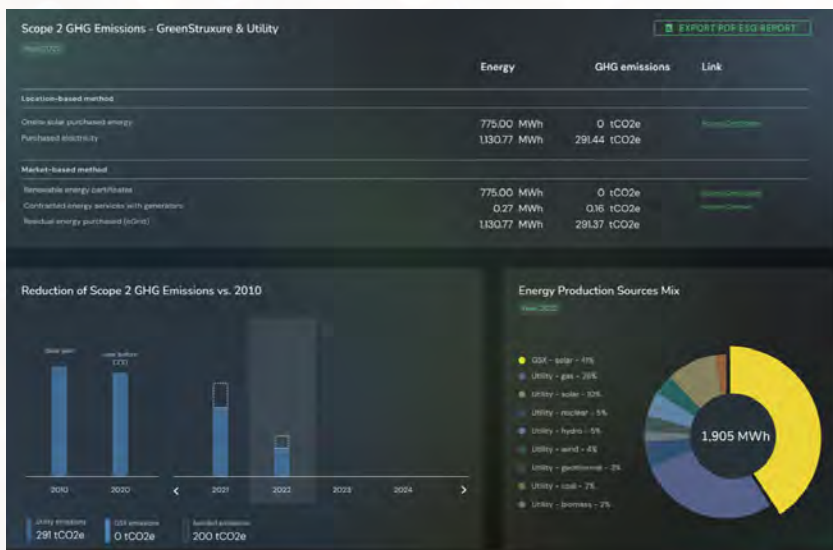 Scope 2 GHG Emissions - GreenStruxure & Utility
EXPORT PDF ESG REPORT
Energy GHG emissions Link
Location-based method
Onsite solar purchased energy 775.00 MWh 0 tCO2e
Purchased electricity 1,130.77 MWh 291.44 tCO2e
Market-based method
Renewable energy certificates 775.00 MWh 0 tCO2e
Contracted energy services with generators 0.27 MWh 0.16 tCO2e
Residual energy purchased (eGrid) 1,130.77 MWh 291.37 tCO2e
Reduction of Scope 2 GHG Emissions vs. 2010
Base year
2010 2020 2021 2022 2023 2024
Utility emissions GSX emissions Avoided emissions
291 tCO2e 0 tCO2e 200 tCO2e
Energy Production Sources Mix
Year: 2022
GSX - solar - 41%
Utility - gas - 26%
Utility - solar - 10%
Utility - nuclear - 5%
Utility - hydro - 5%
Utility - wind - 4%
Utility - geothermal - 3%
Utility - coal - 2%
Utility - biomass - 2%
1,905 MWh